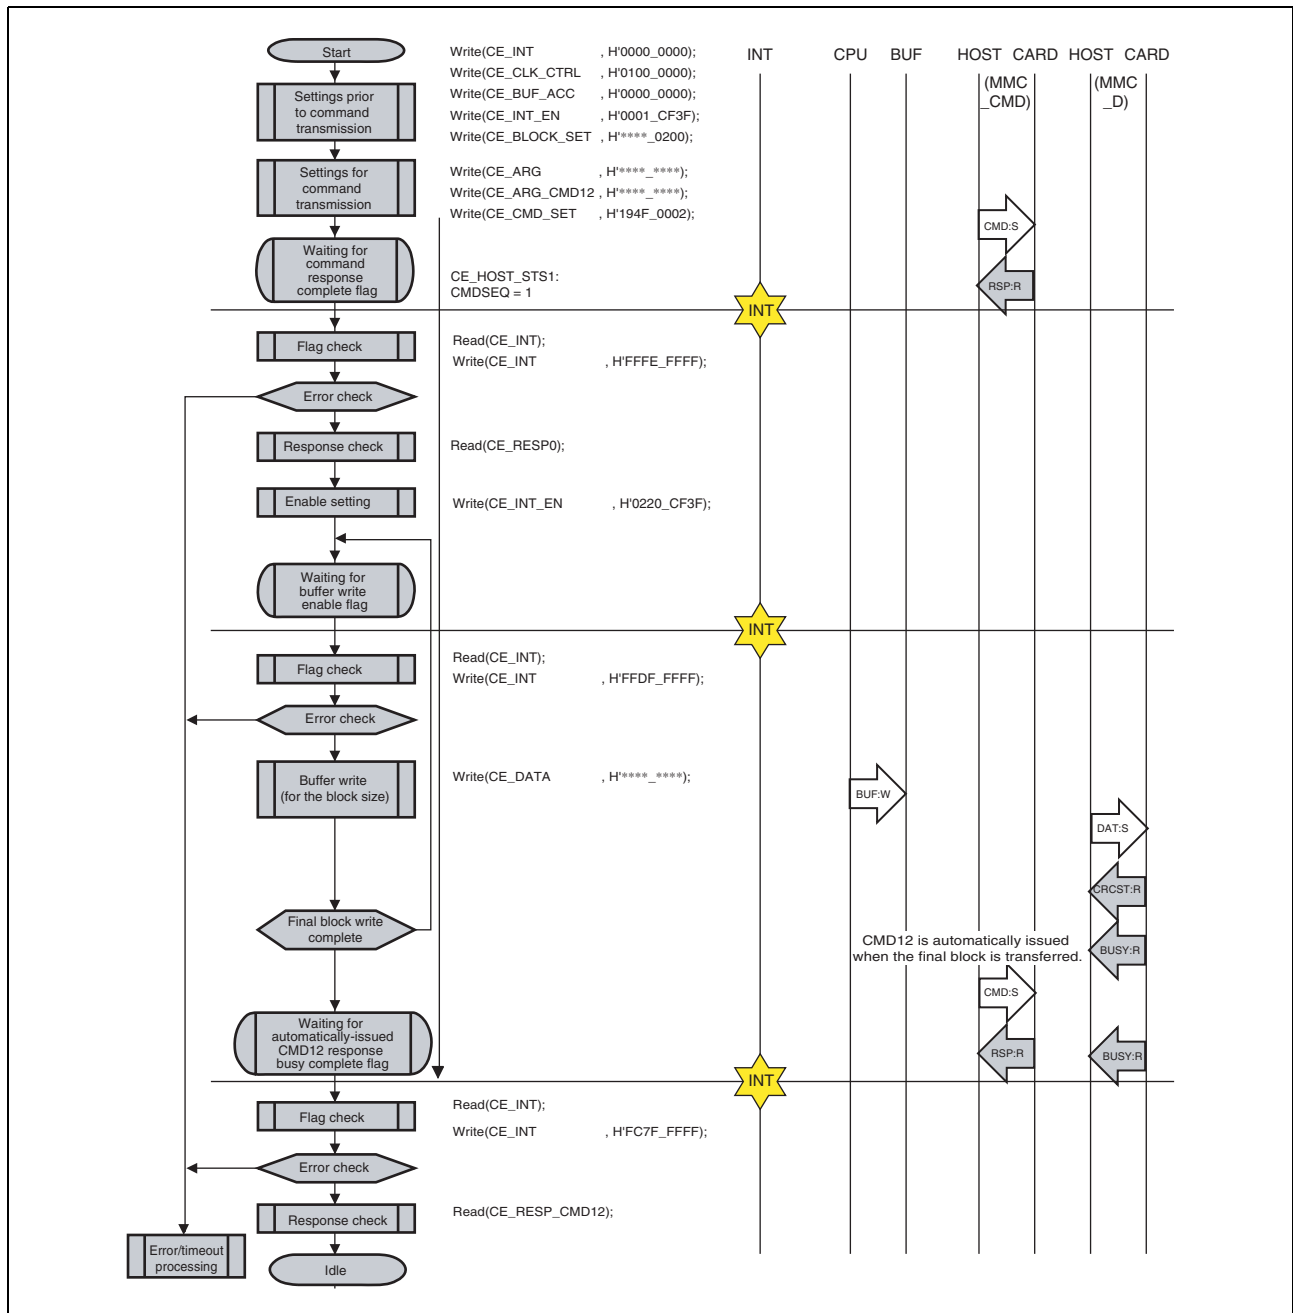 Start
Write(CE_INT , H'0000_0000);
INT
CPU BUF
HOST CARD HOST CARD
(MMC
_CMD)
(MMC
_D)
Write(CE_CLK_CTRL , H'0100_0000);
Settings prior
to command
transmission
Write(CE_BUF_ACC , H'0000_0000);
Write(CE_INT_EN , H'0001_CF3F);
Write(CE_BLOCK_SET , H'****_0200);
Settings for
command
transmission
Write(CE_ARG , H'****_****);
Write(CE_ARG_CMD12 , H'****_****);
Write(CE_CMD_SET , H'194F_0002);
CMD:S
Waiting for
command
response
complete flag
CE_HOST_STS1:
CMDSEQ = 1
RSP:R
INT
Flag check
Read(CE_INT);
Write(CE_INT , H'FFFE_FFFF);
Error check
Response check
Read(CE_RESP0);
Enable setting
Write(CE_INT_EN , H'0220_CF3F);
Waiting for
buffer write
enable flag
INT
Flag check
Read(CE_INT);
Write(CE_INT , H'FFDF_FFFF);
Error check
Buffer write
(for the block size)
Write(CE_DATA , H'****_****);
BUF:W
DAT:S
CRCST:R
Final block write
complete
CMD12 is automatically issued
when the final block is transferred.
BUSY:R
CMD:S
Waiting for
automatically-issued
CMD12 response
busy complete flag
RSP:R
BUSY:R
INT
Flag check
Read(CE_INT);
Write(CE_INT , H'FC7F_FFFF);
Error check
Response check
Read(CE_RESP_CMD12);
Error/timeout
processing
Idle